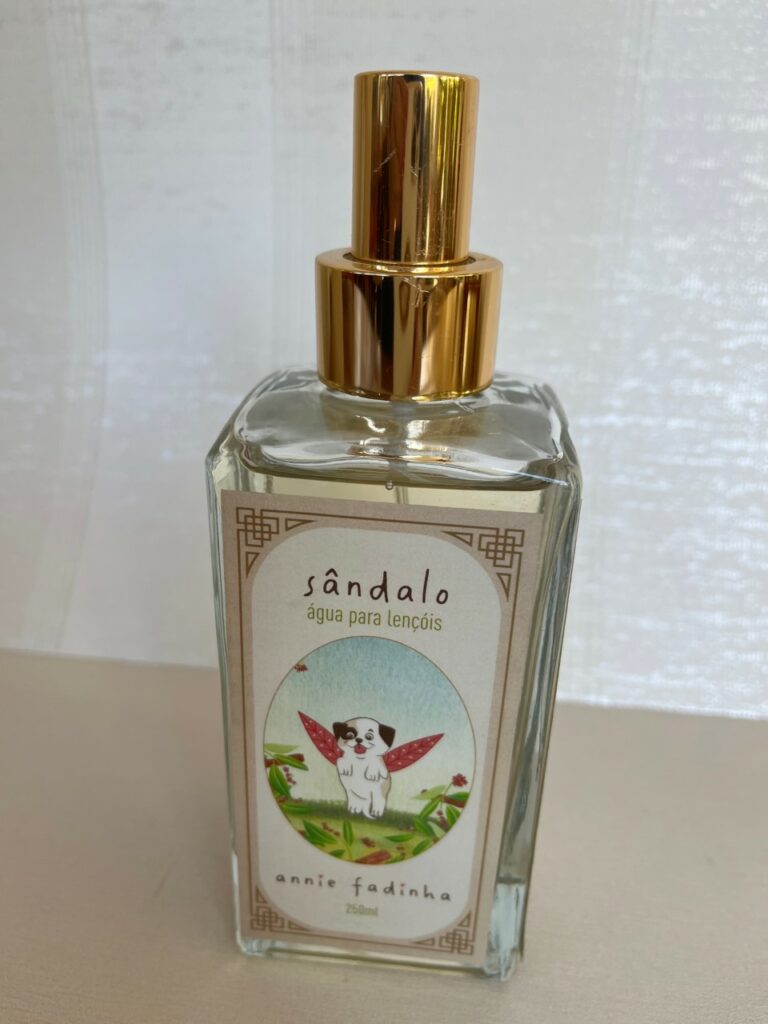 sândalo
água para lençóis
annie fadinha
250ml